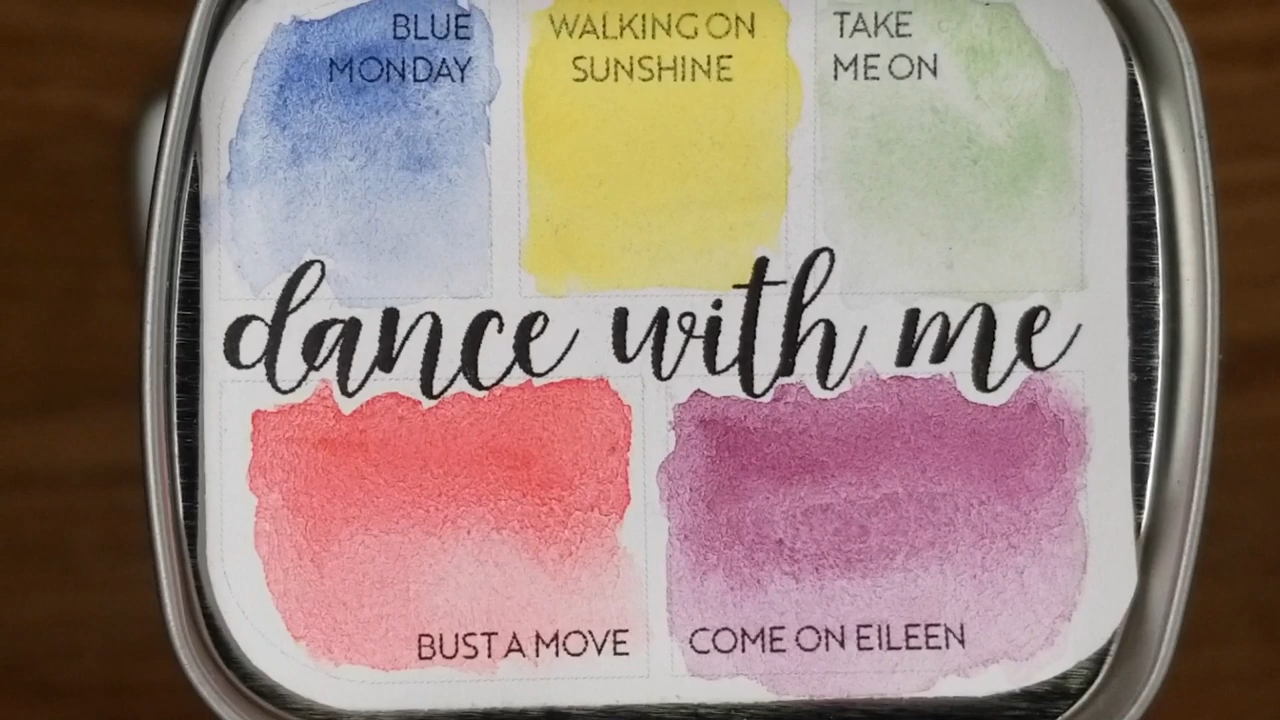 BLUE
MONDAY
WALKING ON
SUNSHINE
TAKE
ME ON
dance with me
BUST A MOVE
COME ON EILEEN